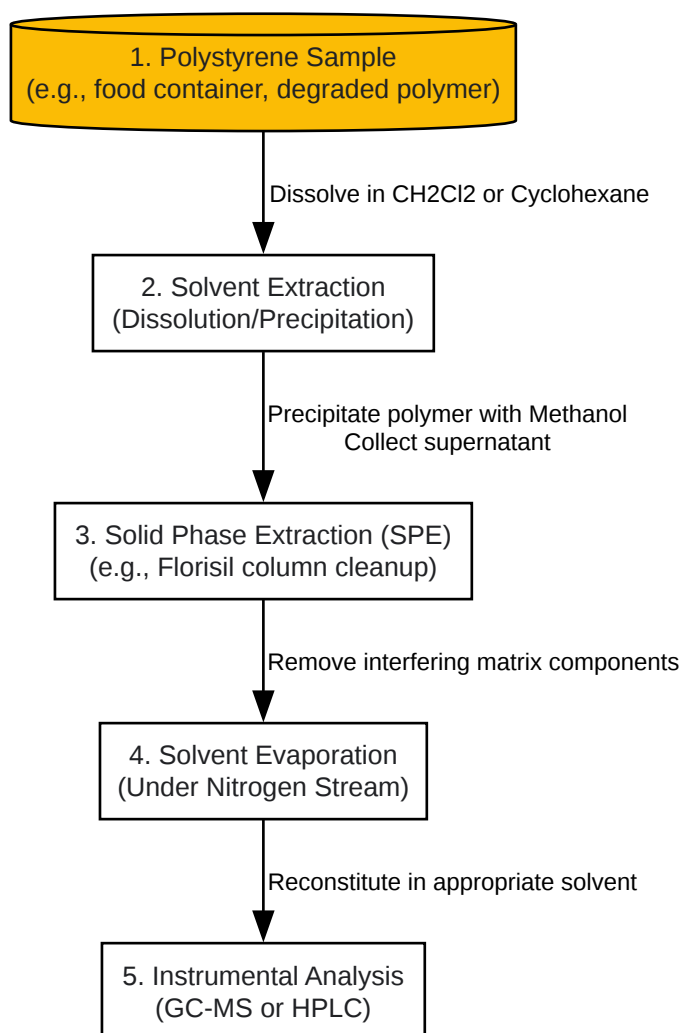 1. Polystyrene Sample
(e.g., food container, degraded polymer)
Dissolve in CH2Cl2 or Cyclohexane
2. Solvent Extraction
(Dissolution/Precipitation)
Precipitate polymer with Methanol
Collect supernatant
3. Solid Phase Extraction (SPE)
(e.g., Florisil column cleanup)
Remove interfering matrix components
4. Solvent Evaporation
(Under Nitrogen Stream)
Reconstitute in appropriate solvent
5. Instrumental Analysis
(GC-MS or HPLC)